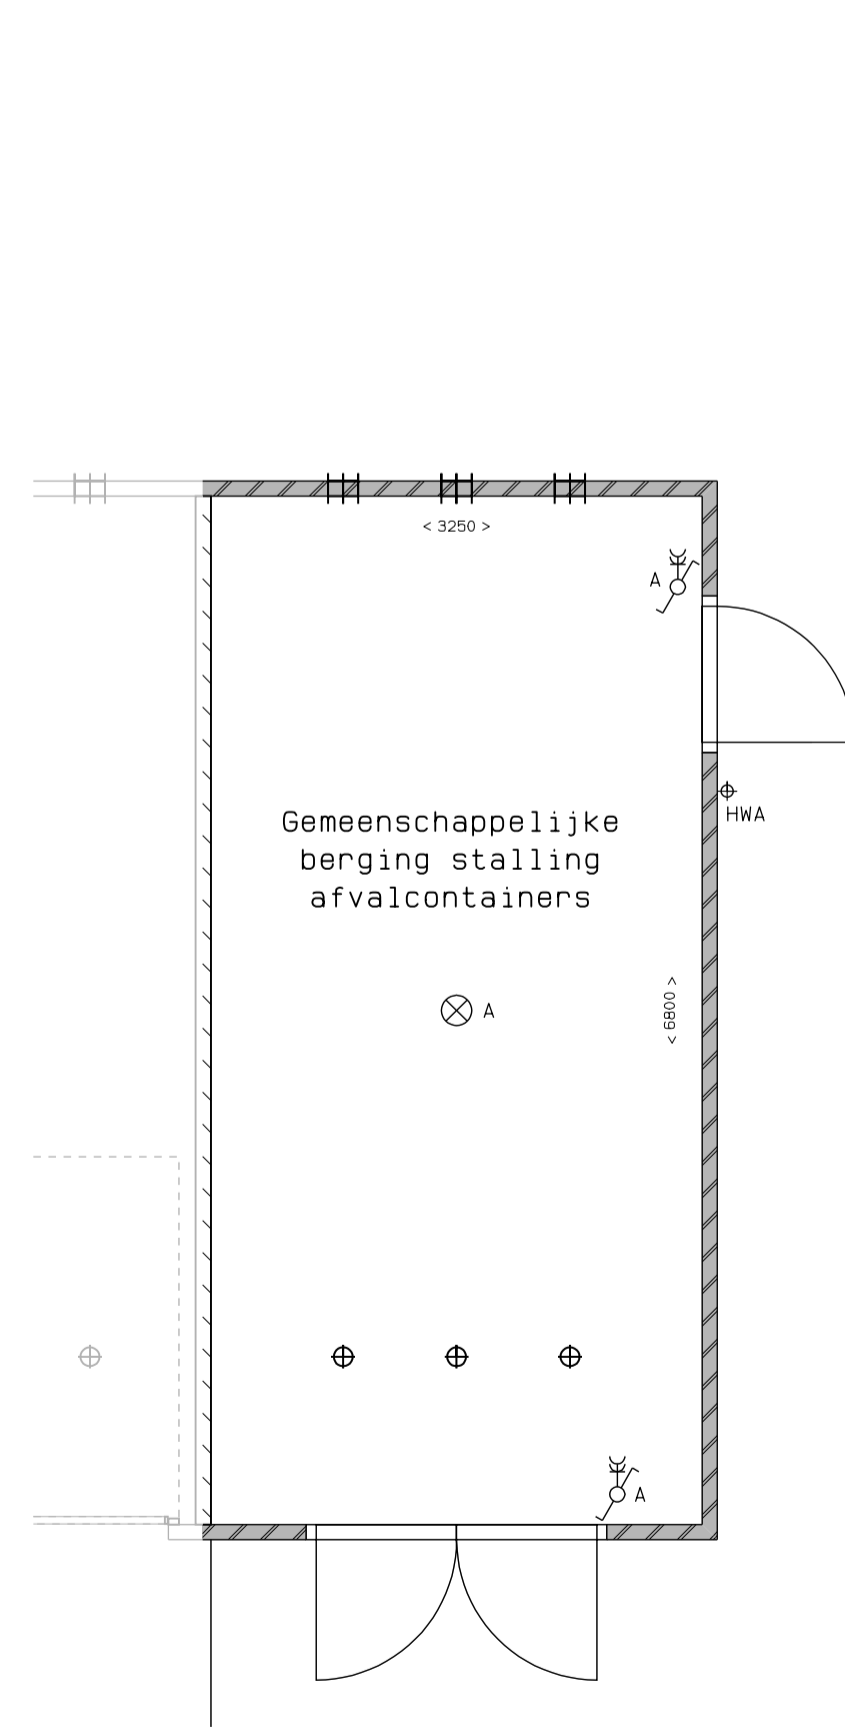 < 3250 >
A
HWA
Gemeenschappelijke
berging stalling
afvalcontainers
< 6800 >
A
A